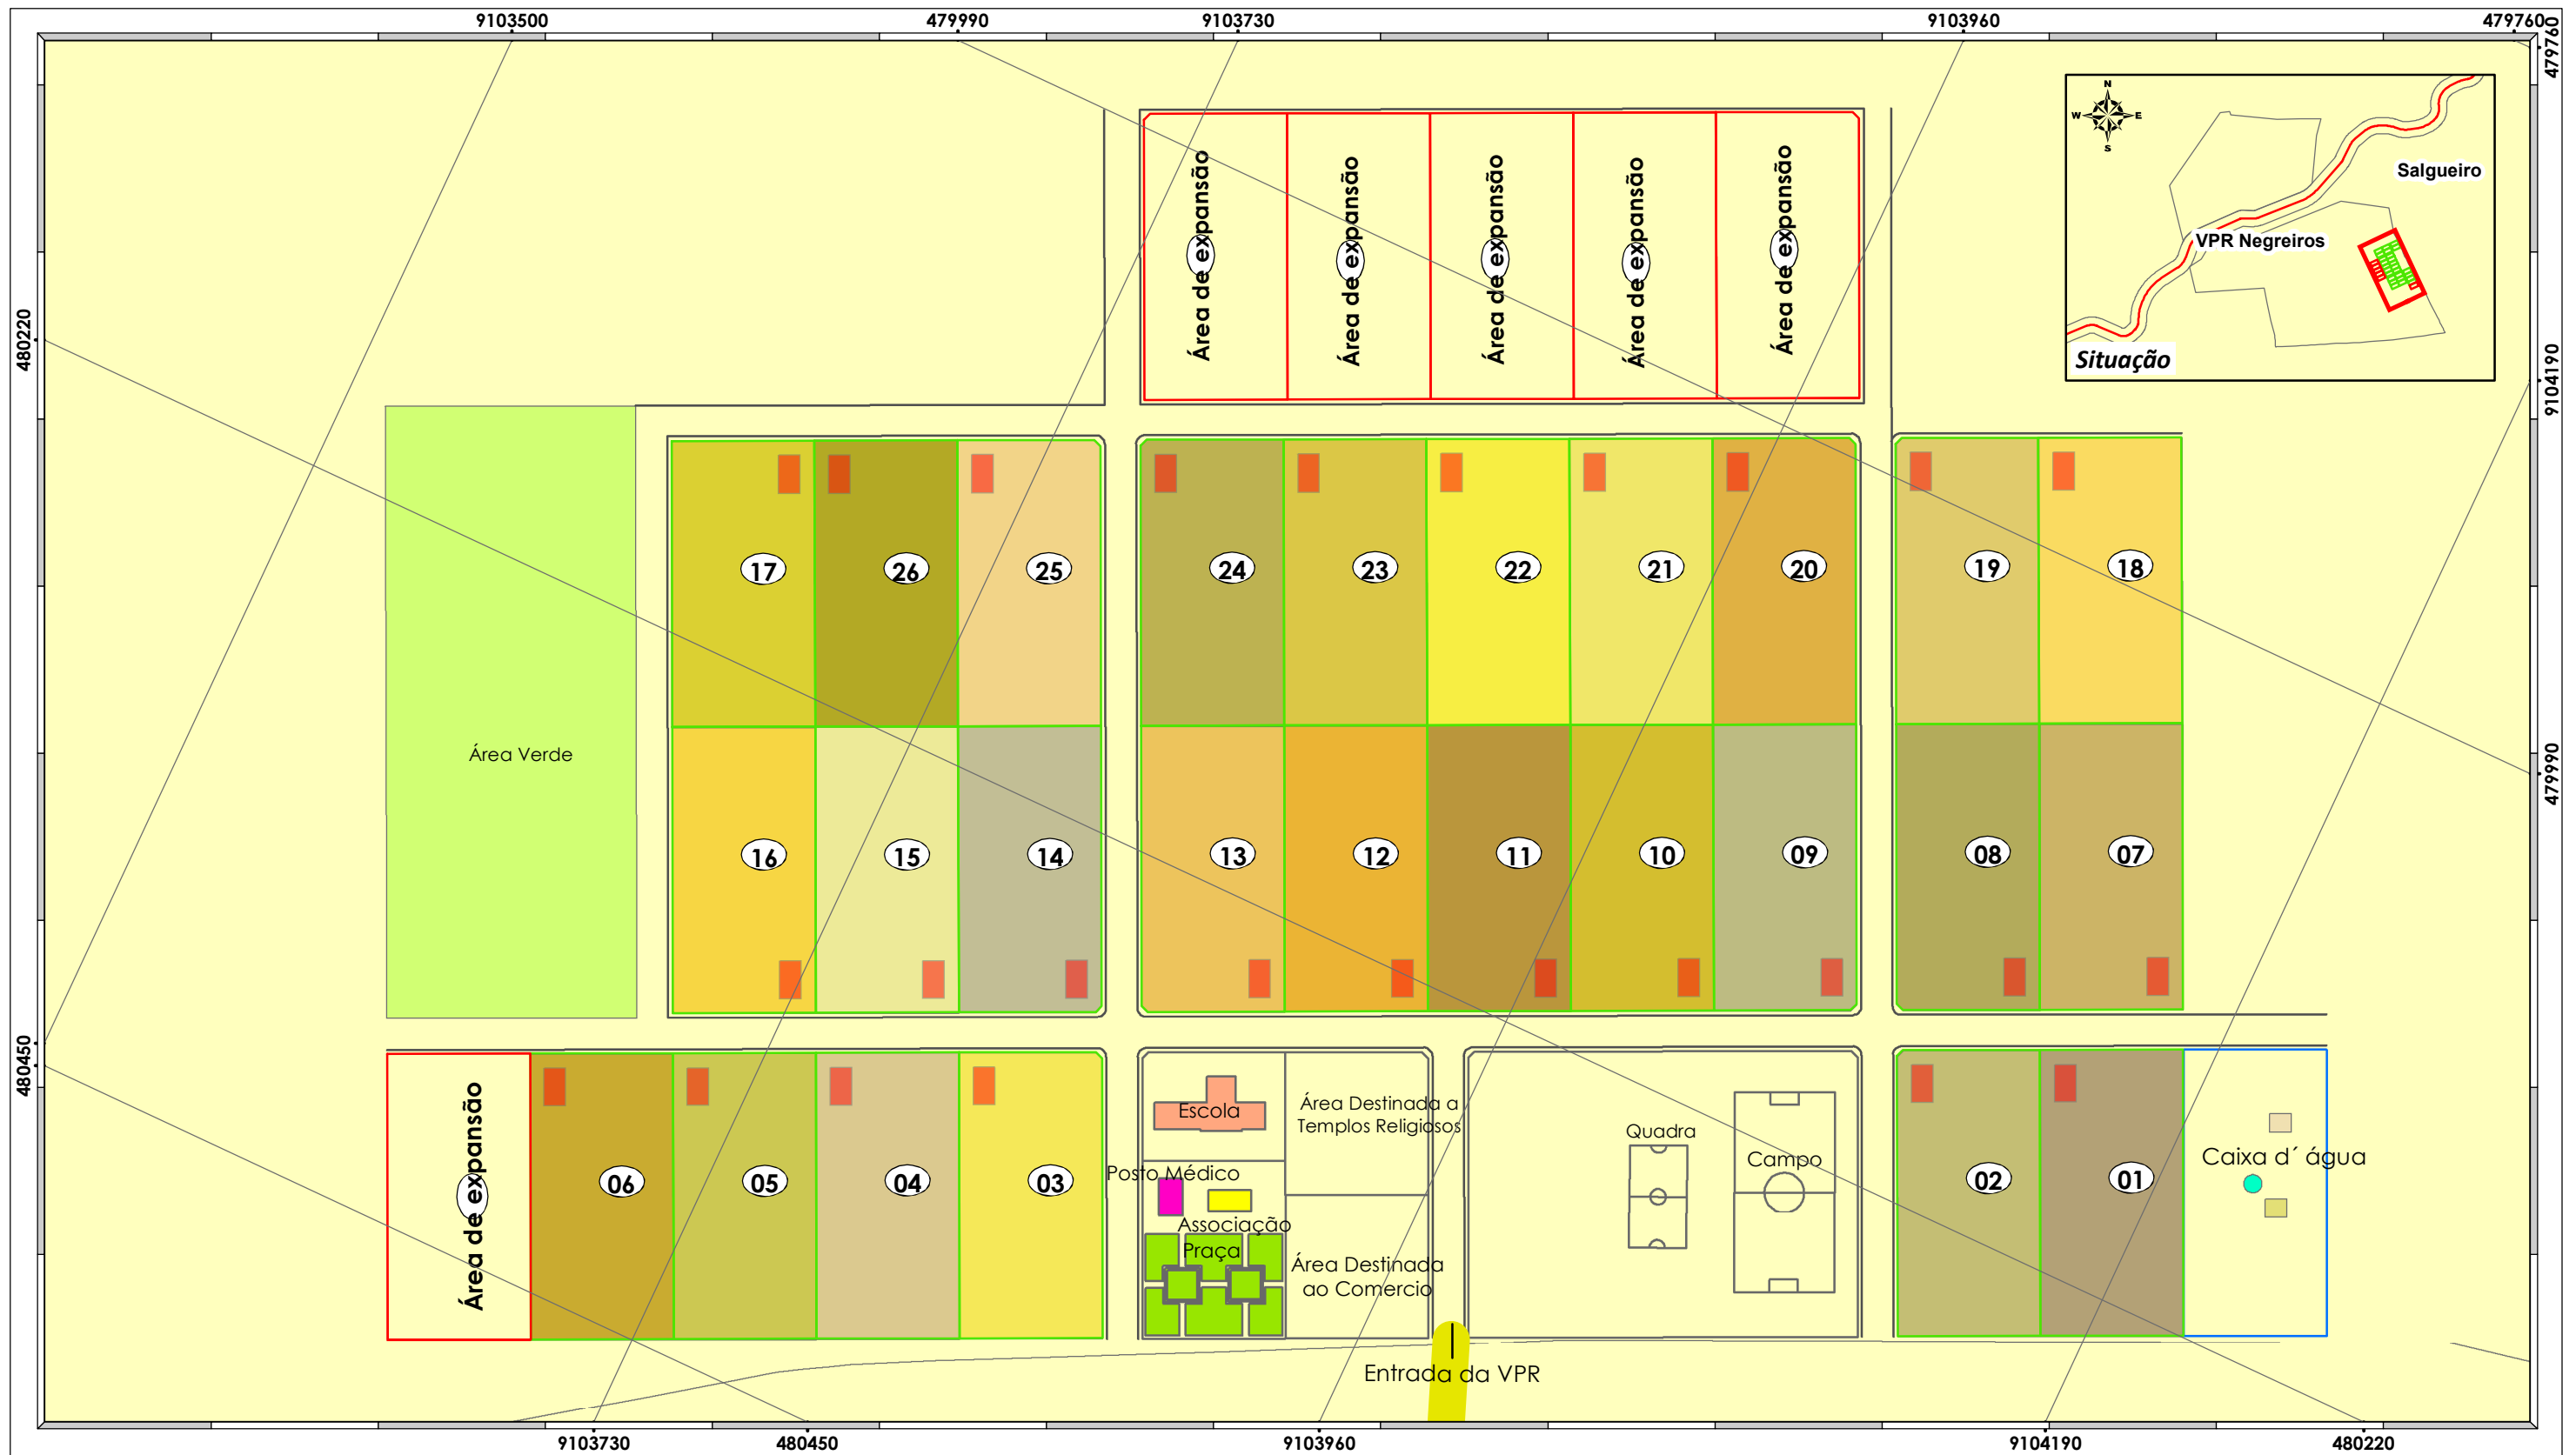 9103500
479990
9103730
9103960
479760
479760
N
W
E
S
Salgueiro
VPR Negreiros
Situação
Área de expansão
Área de expansão
Área de expansão
Área de expansão
Área de expansão
480220
9104190
17
26
25
24
23
22
21
20
19
18
Área Verde
479990
16
15
14
13
12
11
10
09
08
07
480450
Área de expansão
06
05
04
03
Escola
Área Destinada a
Templos Religiosos
Posto Médico
Associação
Praça
Área Destinada
ao Comercio
Quadra
Campo
02
01
Caixa d´ água
Entrada da VPR
9103730
480450
9103960
9104190
480220